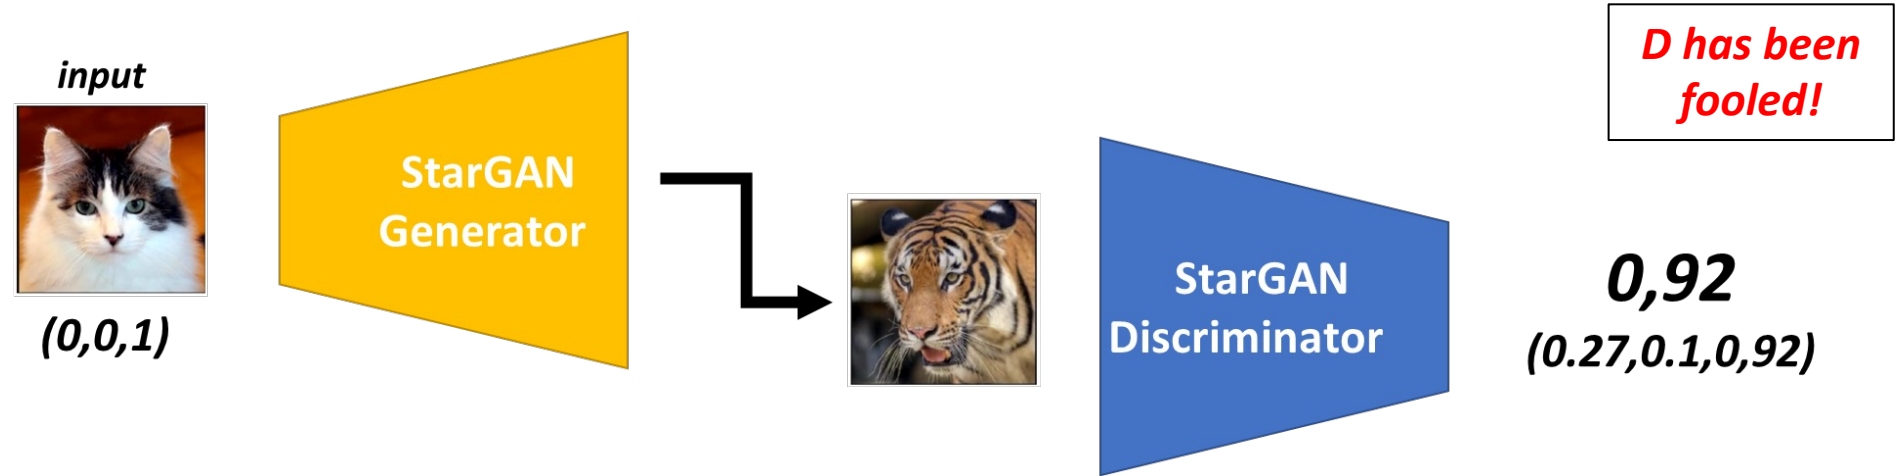 input
(0,0,1)
StarGAN
Generator
StarGAN
Discriminator
D has been
fooled!
0,92
(0.27,0.1,0,92)